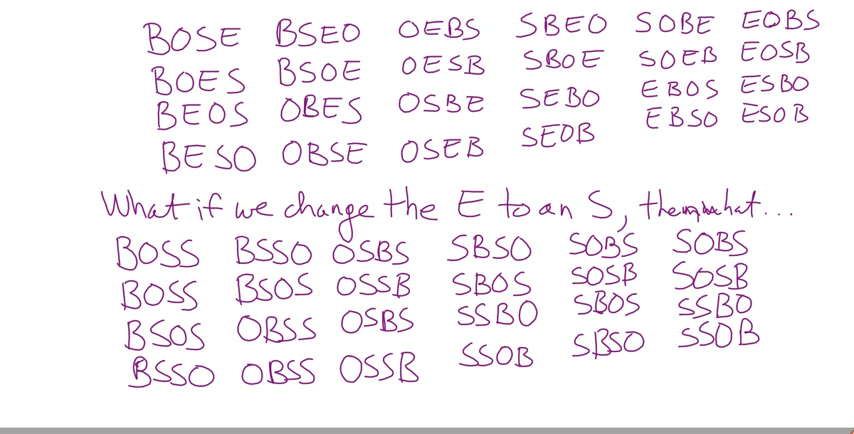 BOSE BSEO OEBS SBEO SOBE EOBS
BOES BSOE OESB SBOE SOEB EOSB
BEOS OBES OSBE SEBO EBOS ESBO
BESO OBSE OSEB SEOB EBSO ESOB
What if we change the E to an S, then what...
BOSS BSSO OSBS SBSO SOBS SOBS
BOSS BSOS OSSB SBOS SOSB SOSB
BSOS OBSS OSBS SSBO SBOS SSBO
BSSO OBSS OSSB SSOB SBSO SSOB